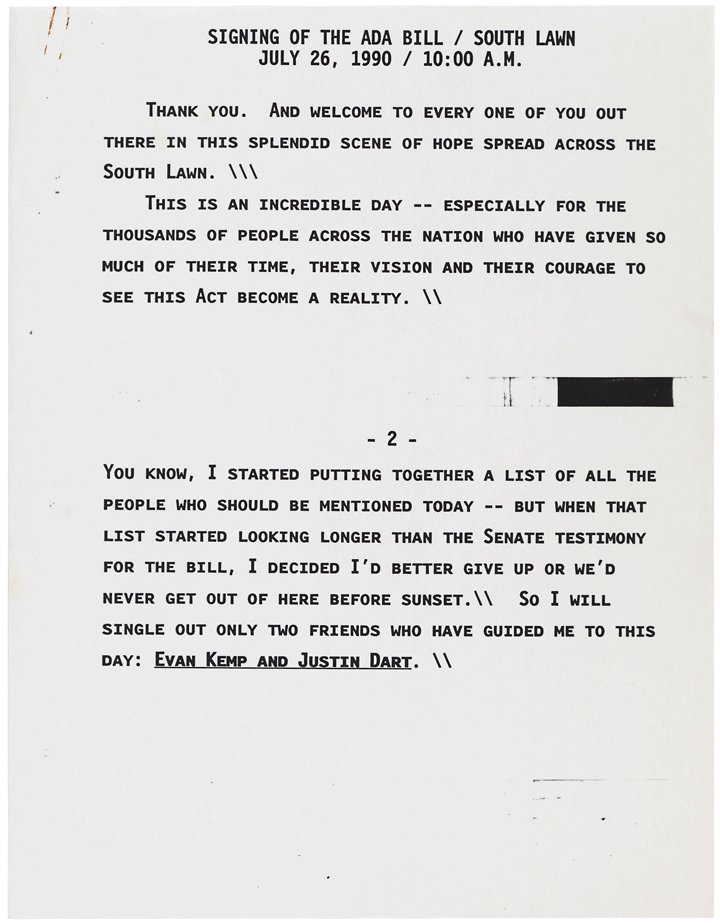 SIGNING OF THE ADA BILL / SOUTH LAWN
JULY 26, 1990 / 10:00 A.M.
THANK YOU. AND WELCOME TO EVERY ONE OF YOU OUT
THERE IN THIS SPLENDID SCENE OF HOPE SPREAD ACROSS THE
SOUTH LAWN. \\\
THIS IS AN INCREDIBLE DAY -- ESPECIALLY FOR THE
THOUSANDS OF PEOPLE ACROSS THE NATION WHO HAVE GIVEN SO
MUCH OF THEIR TIME, THEIR VISION AND THEIR COURAGE TO
SEE THIS ACT BECOME A REALITY. \\
- 2 -
YOU KNOW, I STARTED PUTTING TOGETHER A LIST OF ALL THE
PEOPLE WHO SHOULD BE MENTIONED TODAY -- BUT WHEN THAT
LIST STARTED LOOKING LONGER THAN THE SENATE TESTIMONY
FOR THE BILL, I DECIDED I'D BETTER GIVE UP OR WE'D
NEVER GET OUT OF HERE BEFORE SUNSET.\\ SO I WILL
SINGLE OUT ONLY TWO FRIENDS WHO HAVE GUIDED ME TO THIS
DAY: EVAN KEMP AND JUSTIN DART. \\